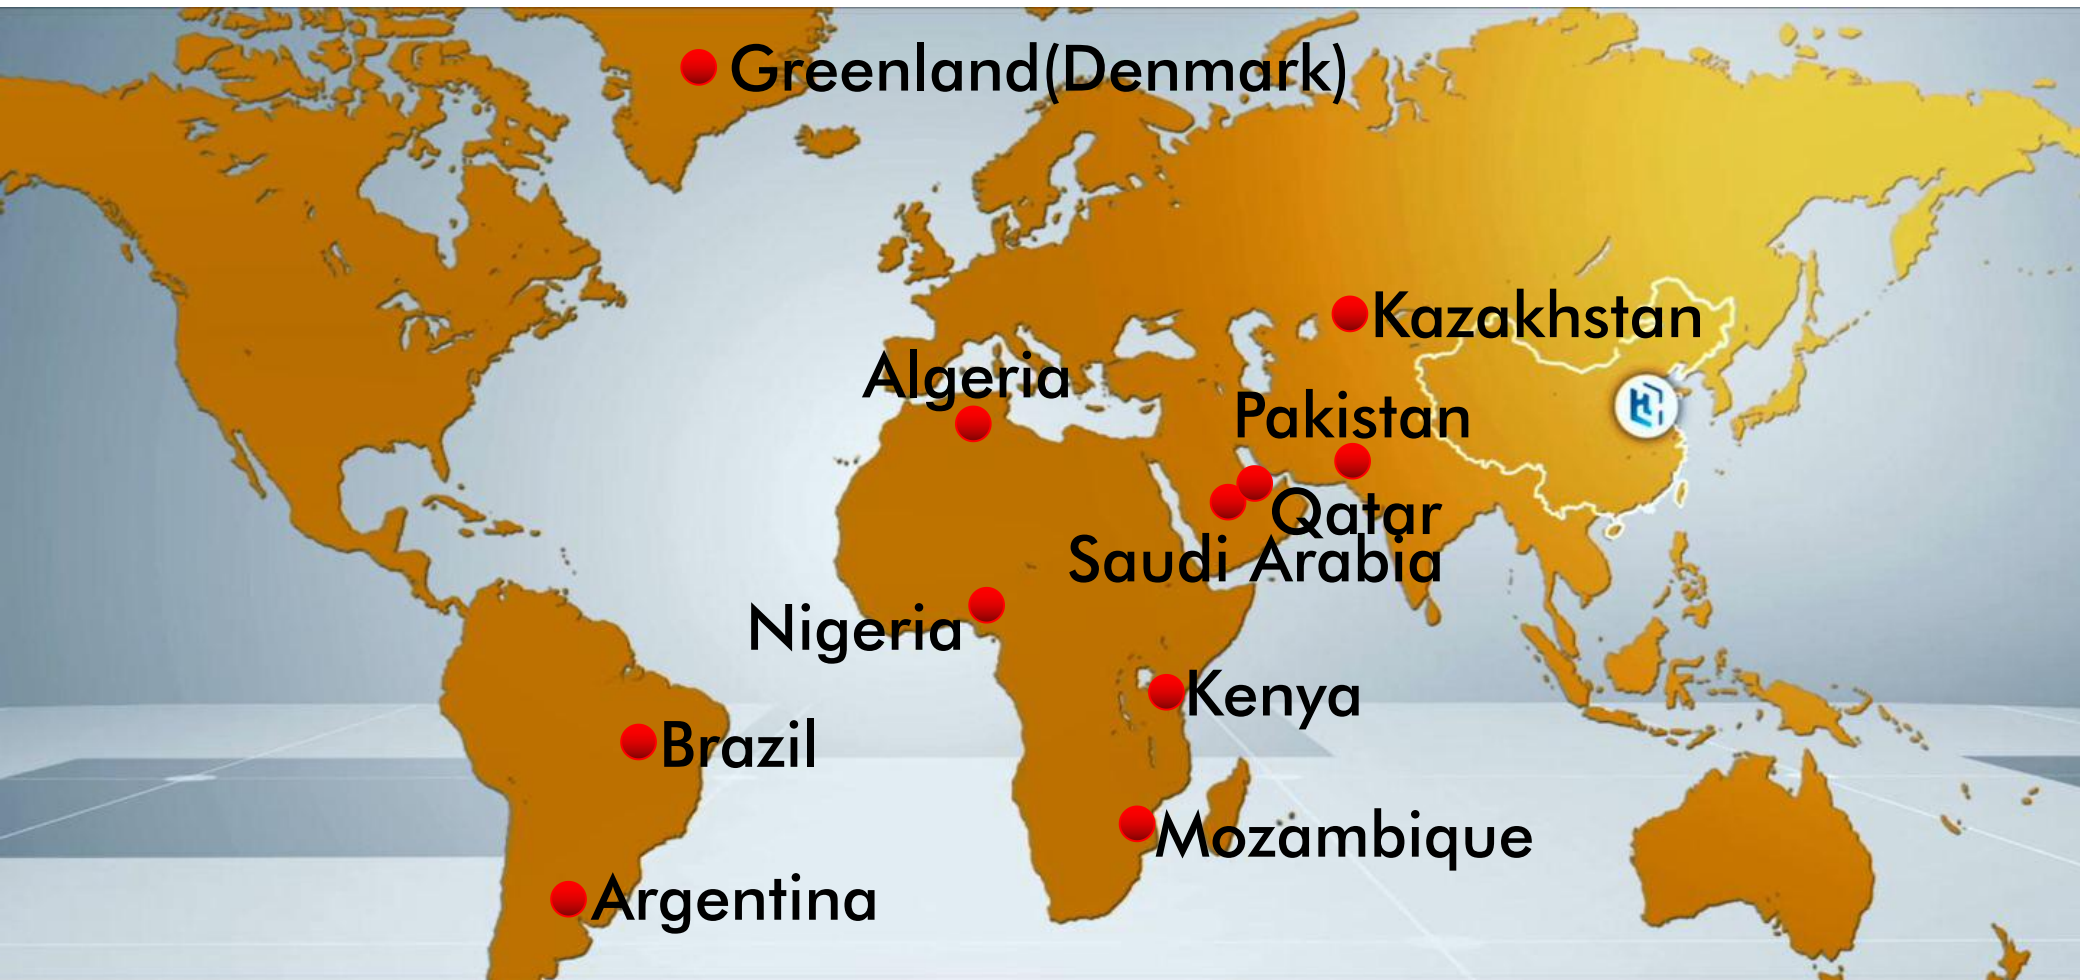 Greenland(Denmark)
Kazakhstan
Algeria
Pakistan
Qatar
Saudi Arabia
Nigeria
Kenya
Brazil
Mozambique
Argentina